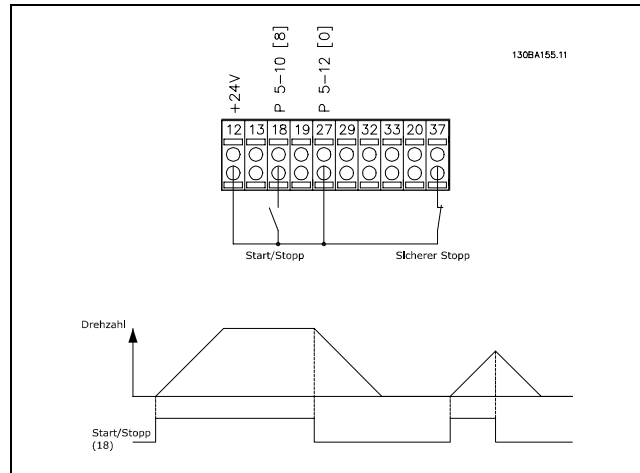 130BA155.11
+24V
P 5-10 [8]
P 5-12 [0]
12 13 18 19 27 29 32 33 20 37
Start/Stopp
Sicherer Stopp
Drehzahl
Start/Stopp
(18)